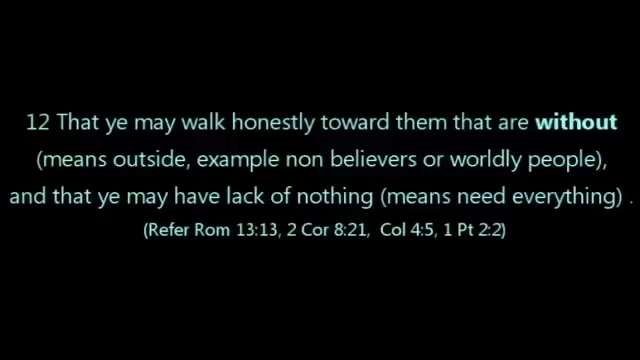 12 That ye may walk honestly toward them that are without
(means outside, example non believers or worldly people),
and that ye may have lack of nothing (means need everything) .
(Refer Rom 13:13, 2 Cor 8:21, Col 4:5, 1 Pt 2:2)